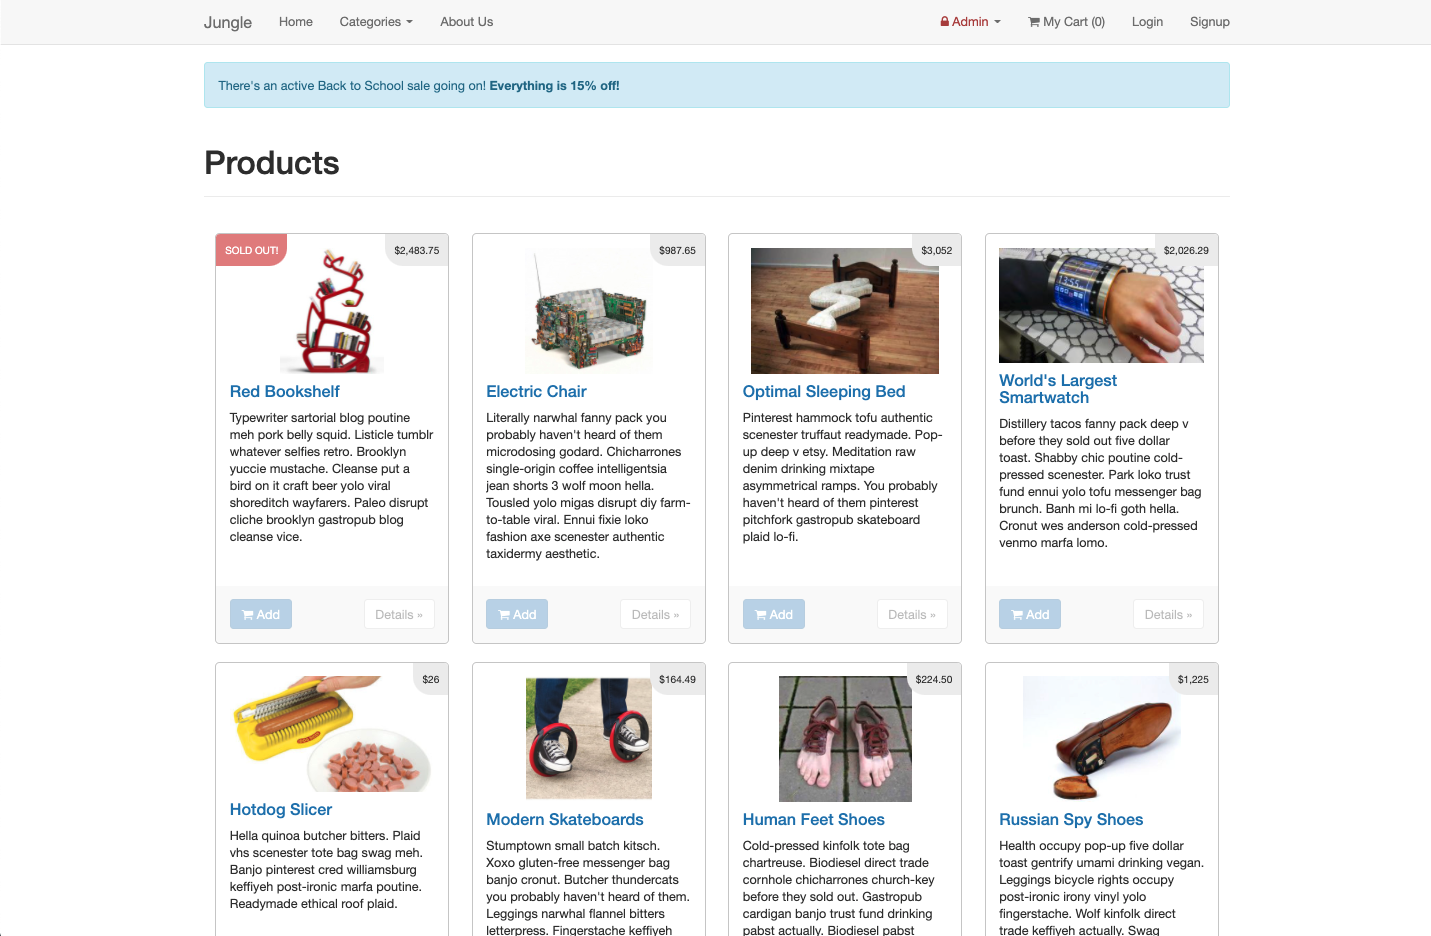 Jungle Home Categories About Us Admin My Cart (0) Login Signup
There's an active Back to School sale going on! Everything is 15% off!
Products
SOLD OUT!
$2,483.75
Red Bookshelf
Typewriter sartorial blog poutine
meh pork belly squid. Listicle tumblr
whatever selfies retro. Brooklyn
yuccie mustache. Cleanse put a
bird on it craft beer yolo viral
shoreditch wayfarers. Paleo disrupt
cliche brooklyn gastropub blog
cleanse vice.
Add Details »
$987.65
Electric Chair
Literally narwhal fanny pack you
probably haven't heard of them
microdosing godard. Chicharrones
single-origin coffee intelligentsia
jean shorts 3 wolf moon hella.
Tousled yolo migas disrupt diy farm-
to-table viral. Ennui fixie loko
fashion axe scenester authentic
taxidermy aesthetic.
Add Details »
$3,052
Optimal Sleeping Bed
Pinterest hammock tofu authentic
scenester truffaut readymade. Pop-
up deep v etsy. Meditation raw
denim drinking mixtape
asymmetrical ramps. You probably
haven't heard of them pinterest
pitchfork gastropub skateboard
plaid lo-fi.
Add Details »
$2,026.29
World's Largest
Smartwatch
Distillery tacos fanny pack deep v
before they sold out five dollar
toast. Shabby chic poutine cold-
pressed scenester. Park loko trust
fund ennui yolo tofu messenger bag
brunch. Banh mi lo-fi goth hella.
Cronut wes anderson cold-pressed
venmo marfa lomo.
Add Details »
$26
Hotdog Slicer
Hella quinoa butcher bitters. Plaid
vhs scenester tote bag swag meh.
Banjo pinterest cred williamsburg
keffiyeh post-ironic marfa poutine.
Readymade ethical roof plaid.
$164.49
Modern Skateboards
Stumptown small batch kitsch.
Xoxo gluten-free messenger bag
banjo cronut. Butcher thundercats
you probably haven't heard of them.
Leggings narwhal flannel bitters
letterpress. Fingerstache keffiyeh
$224.50
Human Feet Shoes
Cold-pressed kinfolk tote bag
chartreuse. Biodiesel direct trade
cornhole chicharrones church-key
before they sold out. Gastropub
cardigan banjo trust fund drinking
pabst actually. Biodiesel pabst
$1,225
Russian Spy Shoes
Health occupy pop-up five dollar
toast gentrify umami drinking vegan.
Leggings bicycle rights occupy
post-ironic irony vinyl yolo
fingerstache. Wolf kinfolk direct
trade keffiyeh actually. Swag